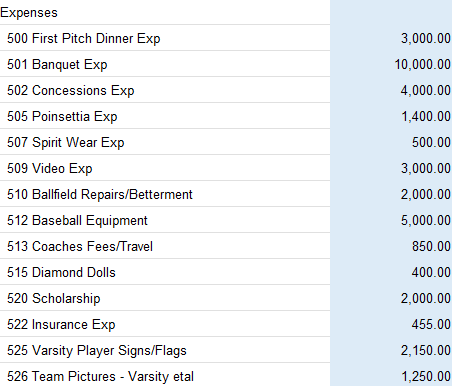 Expenses
500 First Pitch Dinner Exp 3,000.00
501 Banquet Exp 10,000.00
502 Concessions Exp 4,000.00
505 Poinsettia Exp 1,400.00
507 Spirit Wear Exp 500.00
509 Video Exp 3,000.00
510 Ballfield Repairs/Betterment 2,000.00
512 Baseball Equipment 5,000.00
513 Coaches Fees/Travel 850.00
515 Diamond Dolls 400.00
520 Scholarship 2,000.00
522 Insurance Exp 455.00
525 Varsity Player Signs/Flags 2,150.00
526 Team Pictures - Varsity etal 1,250.00